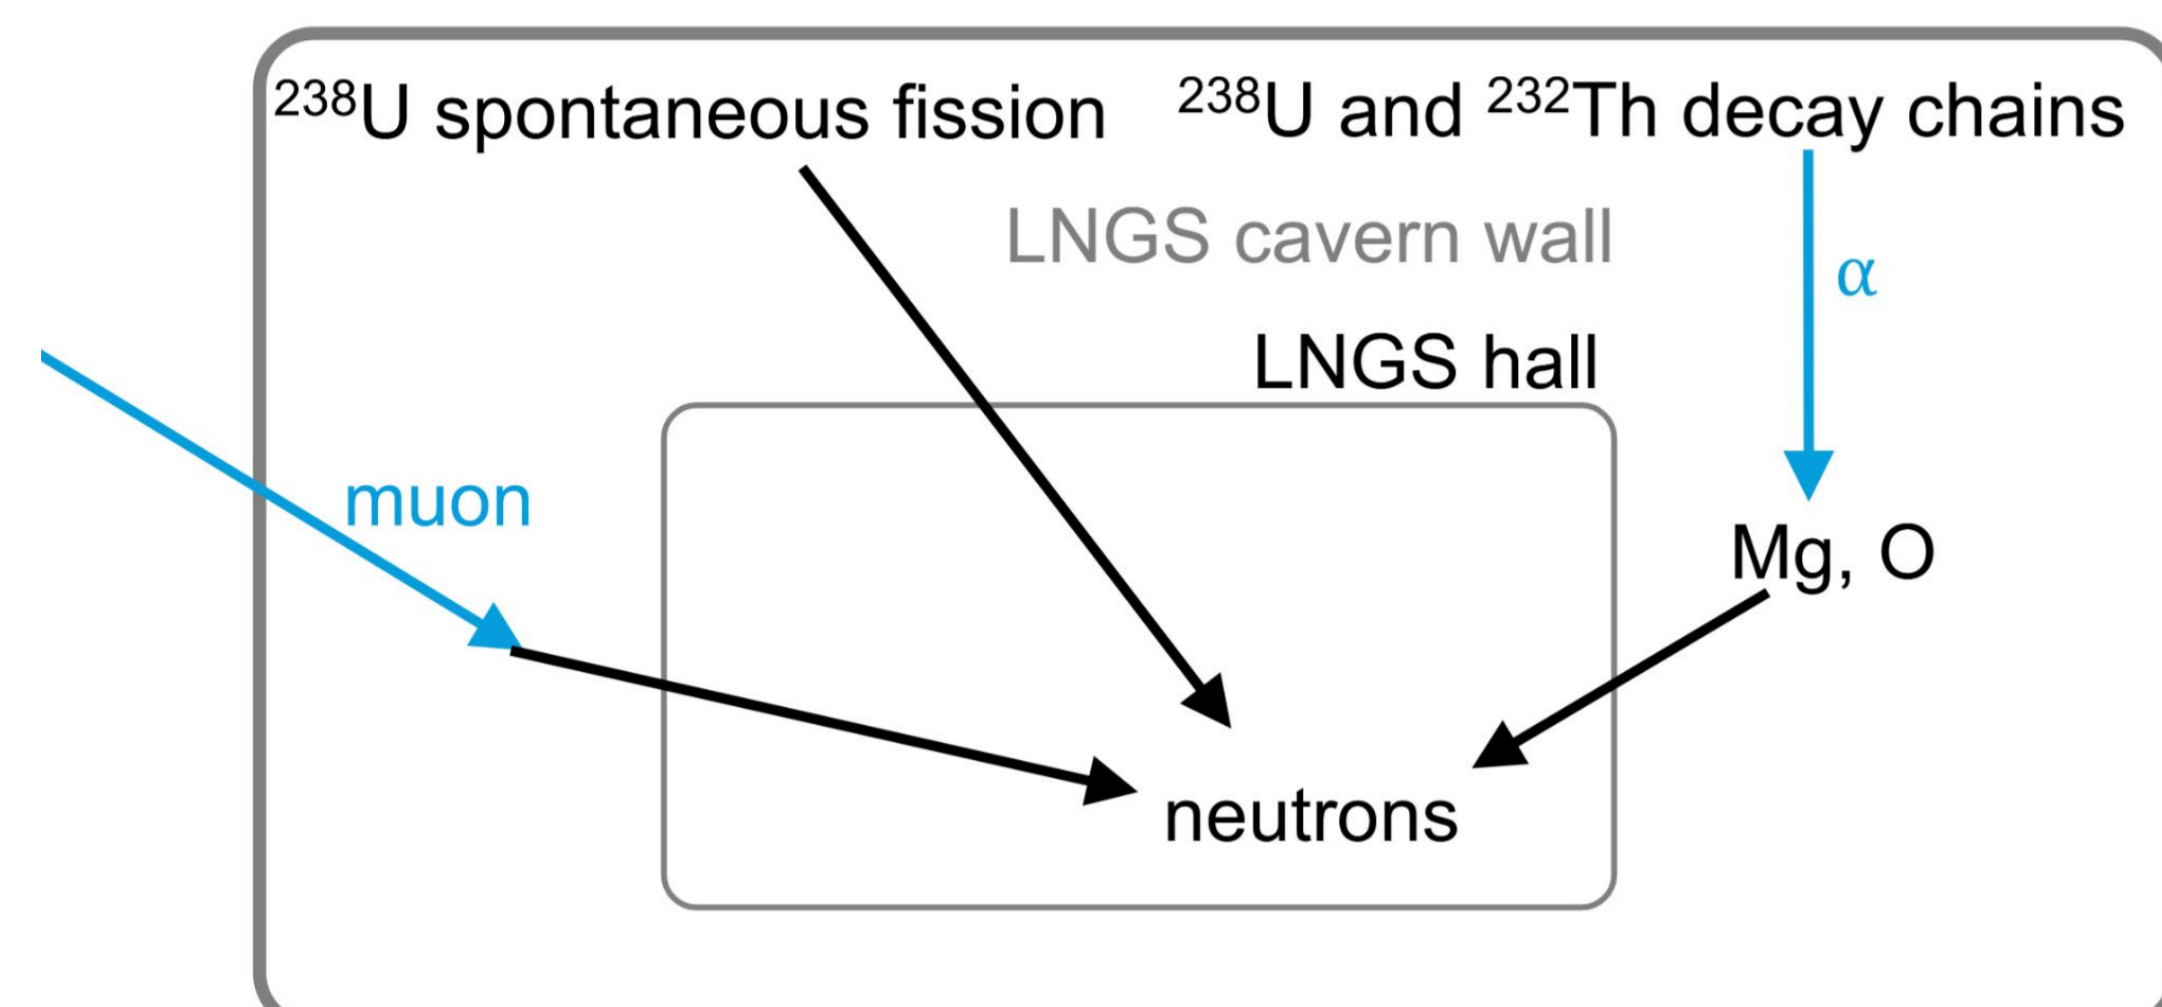 ²³⁸U spontaneous fission
²³⁸U and ²³²Th decay chains
LNGS cavern wall
α
LNGS hall
muon
Mg, O
neutrons